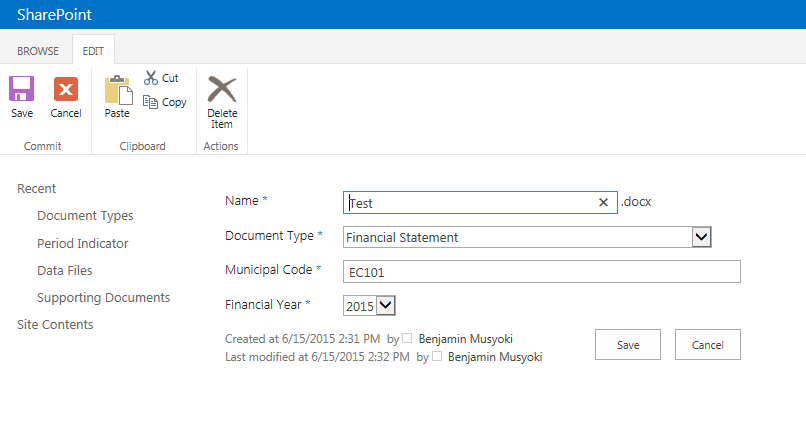 SharePoint
BROWSE EDIT
Save Cancel Paste Cut Copy Delete Item
Commit Clipboard Actions
Recent
Document Types
Period Indicator
Data Files
Supporting Documents
Site Contents
Name * Test .docx
Document Type * Financial Statement
Municipal Code * EC101
Financial Year * 2015
Created at 6/15/2015 2:31 PM by Benjamin Musyoki
Last modified at 6/15/2015 2:32 PM by Benjamin Musyoki
Save Cancel